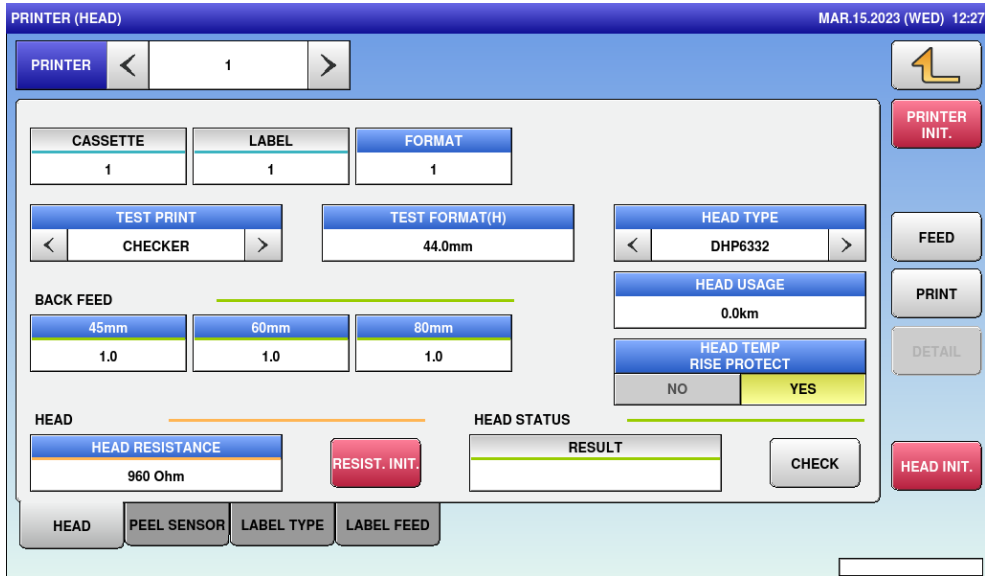 PRINTER (HEAD)
MAR.15.2023 (WED) 12:27
PRINTER
1
PRINTER
INIT.
CASSETTE
LABEL
FORMAT
1
1
1
TEST PRINT
TEST FORMAT(H)
HEAD TYPE
CHECKER
44.0mm
DHP6332
FEED
BACK FEED
HEAD USAGE
0.0km
PRINT
45mm
60mm
80mm
1.0
1.0
1.0
HEAD TEMP
RISE PROTECT
NO
YES
DETAIL
HEAD
HEAD STATUS
HEAD RESISTANCE
960 Ohm
RESIST. INIT.
RESULT
CHECK
HEAD INIT.
HEAD
PEEL SENSOR
LABEL TYPE
LABEL FEED